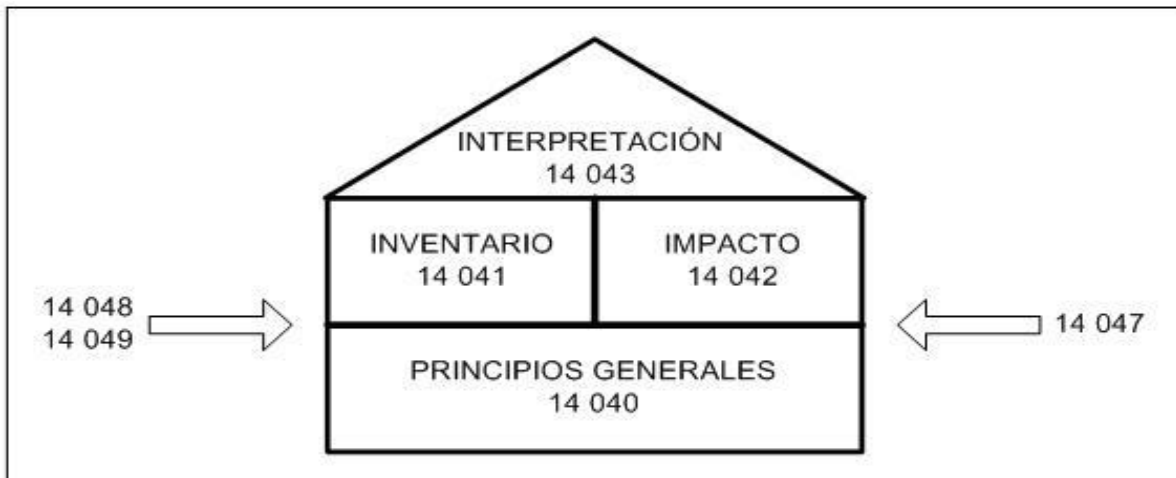 INTERPRETACIÓN
14 043
INVENTARIO
14 041
IMPACTO
14 042
14 048
14 049
14 047
PRINCIPIOS GENERALES
14 040